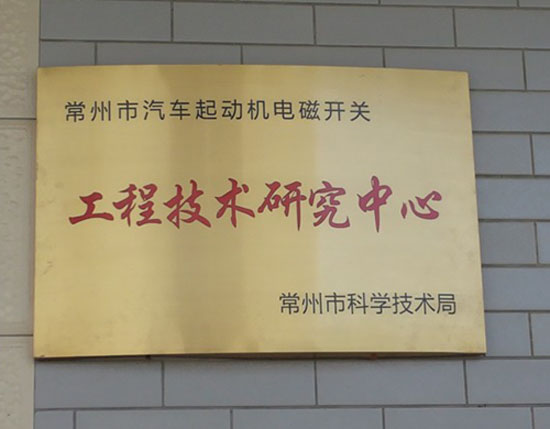 常州市汽车起动机电磁开关
工程技术研究中心
常州市科学技术局